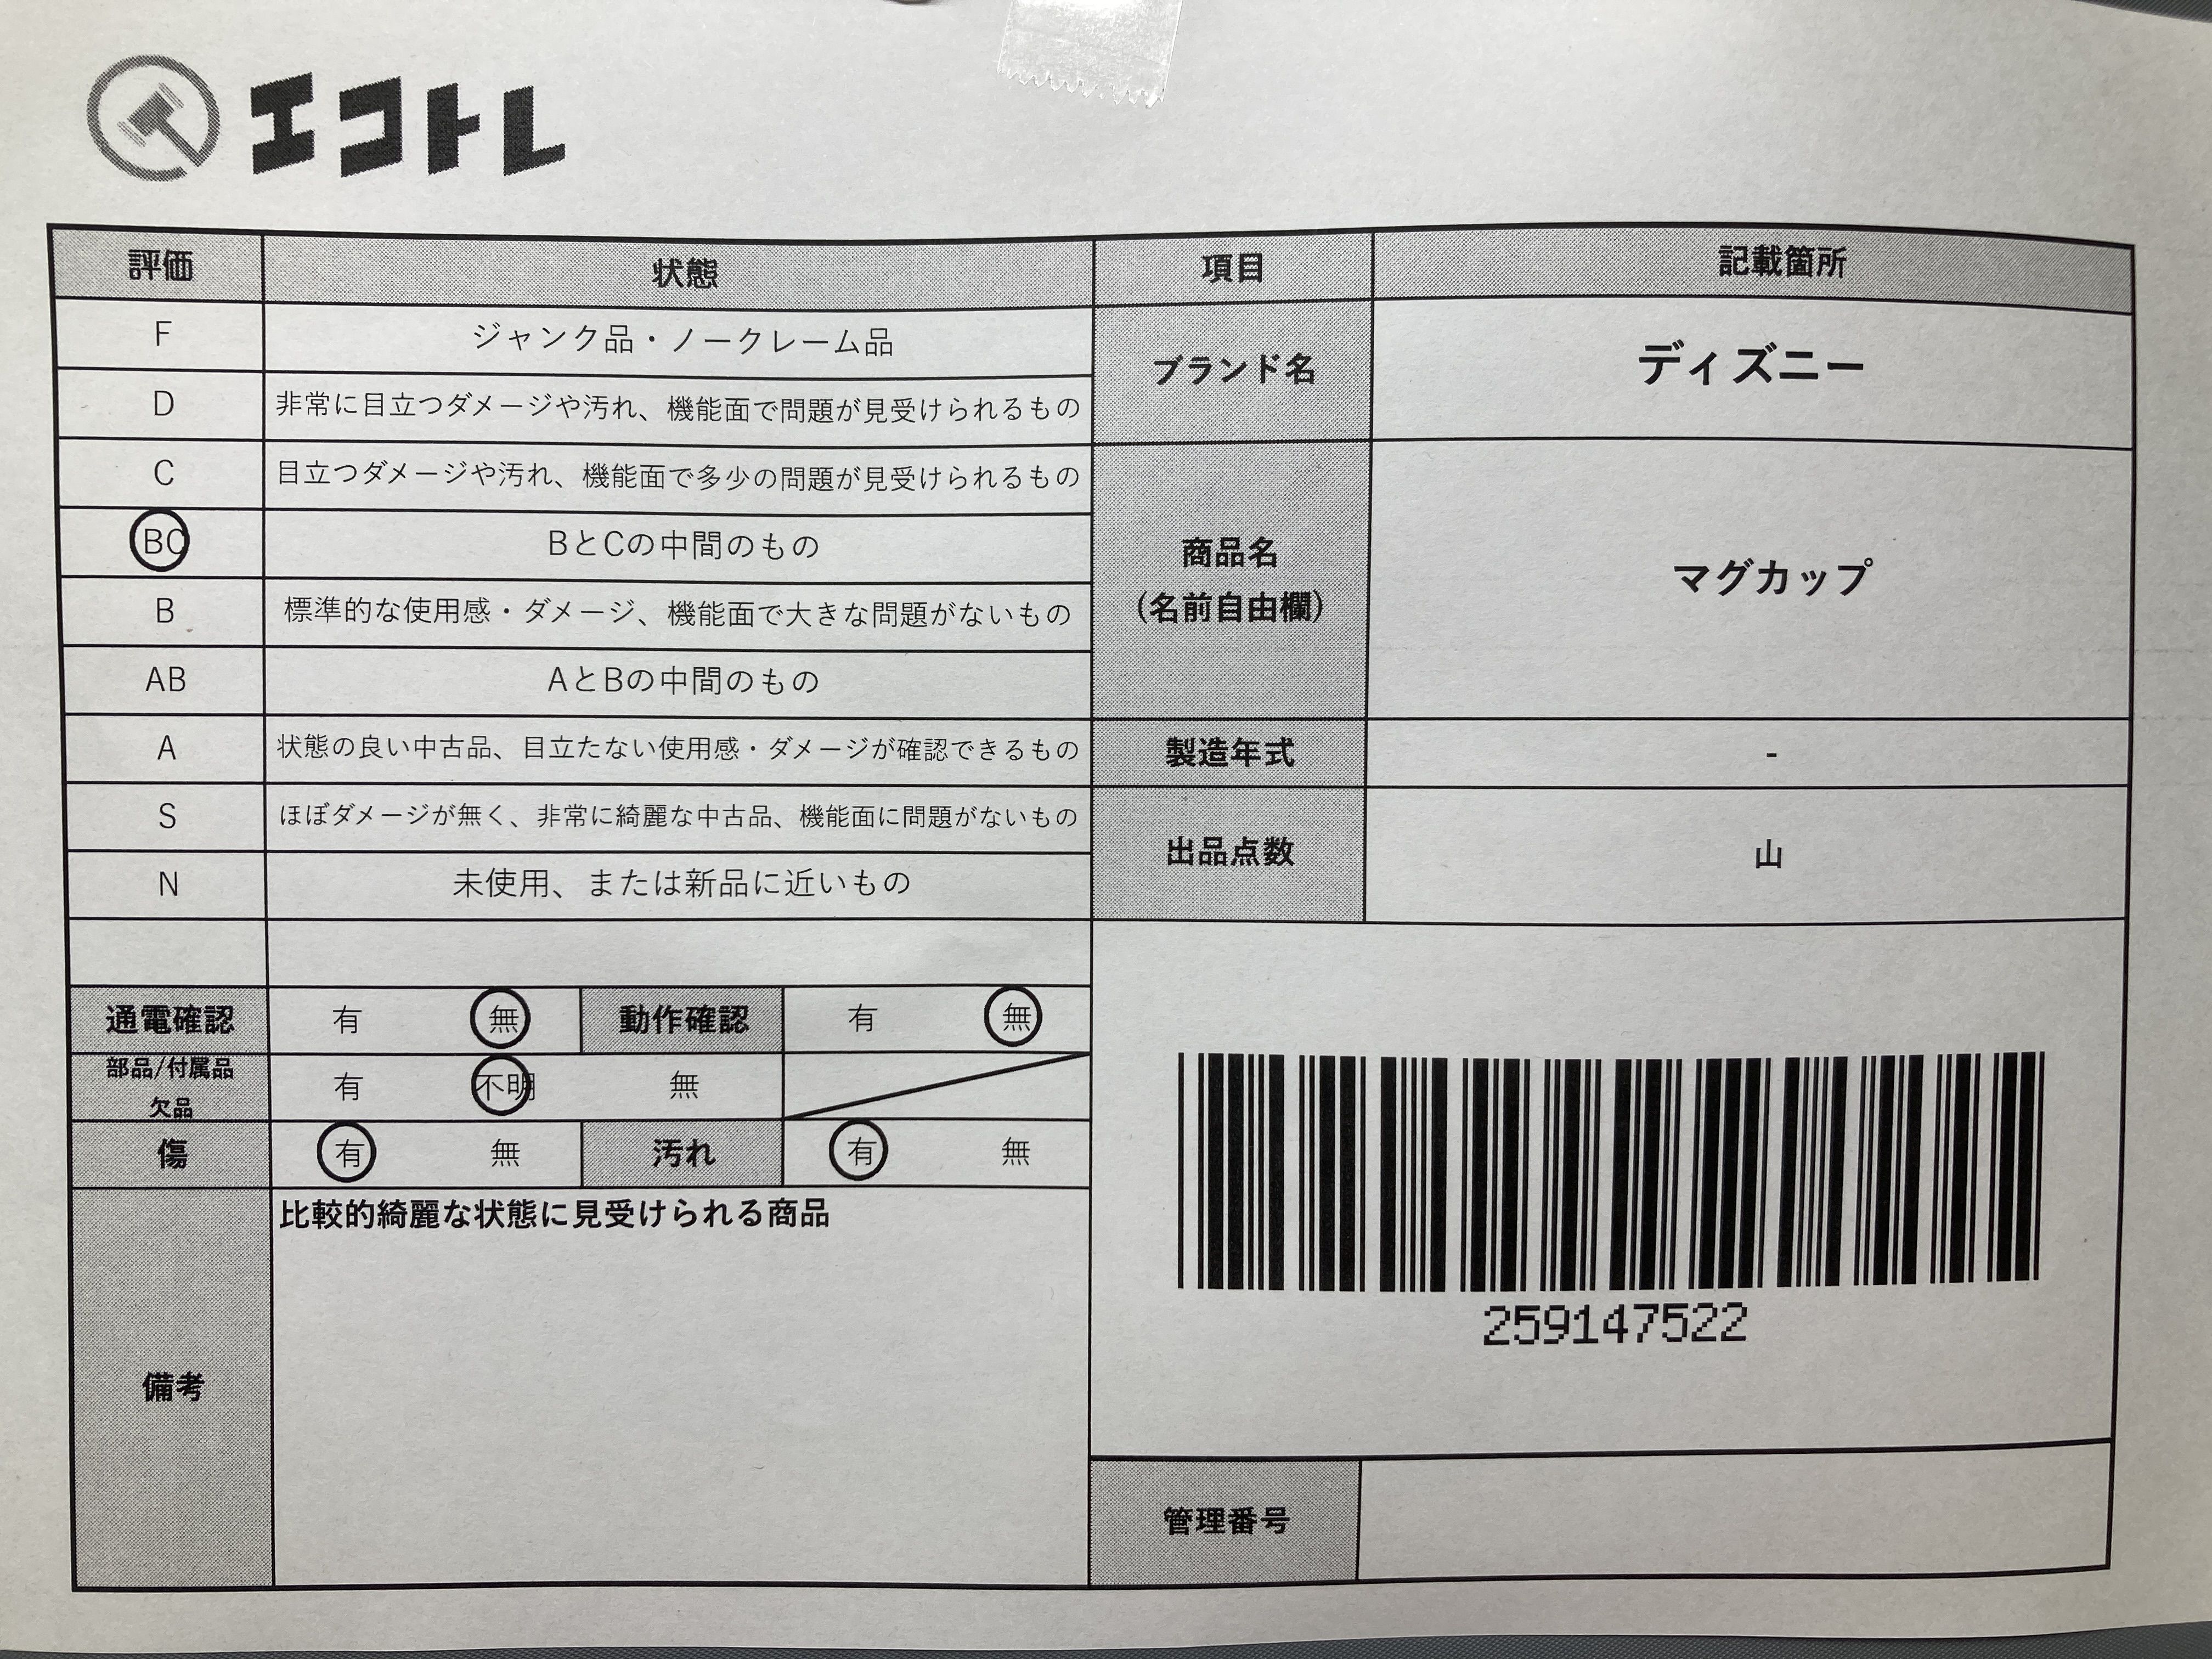 エコトレ
評価 状態 項目 記載箇所
F ジャンク品・ノークレーム品
D 非常に目立つダメージや汚れ、機能面で問題が見受けられるもの
ブランド名 ディズニー
C 目立つダメージや汚れ、機能面で多少の問題が見受けられるもの
BC BとCの中間のもの
B 標準的な使用感・ダメージ、機能面で大きな問題がないもの
商品名
(名前自由欄)
マグカップ
AB AとBの中間のもの
A 状態の良い中古品、目立たない使用感・ダメージが確認できるもの
製造年式 -
S ほぼダメージが無く、非常に綺麗な中古品、機能面に問題がないもの
N 未使用、または新品に近いもの
出品点数 山
通電確認 有 無 動作確認 有 無
部品/付属品
欠品
有 不明 無
傷 有 無 汚れ 有 無
備考
比較的綺麗な状態に見受けられる商品
259147522
管理番号